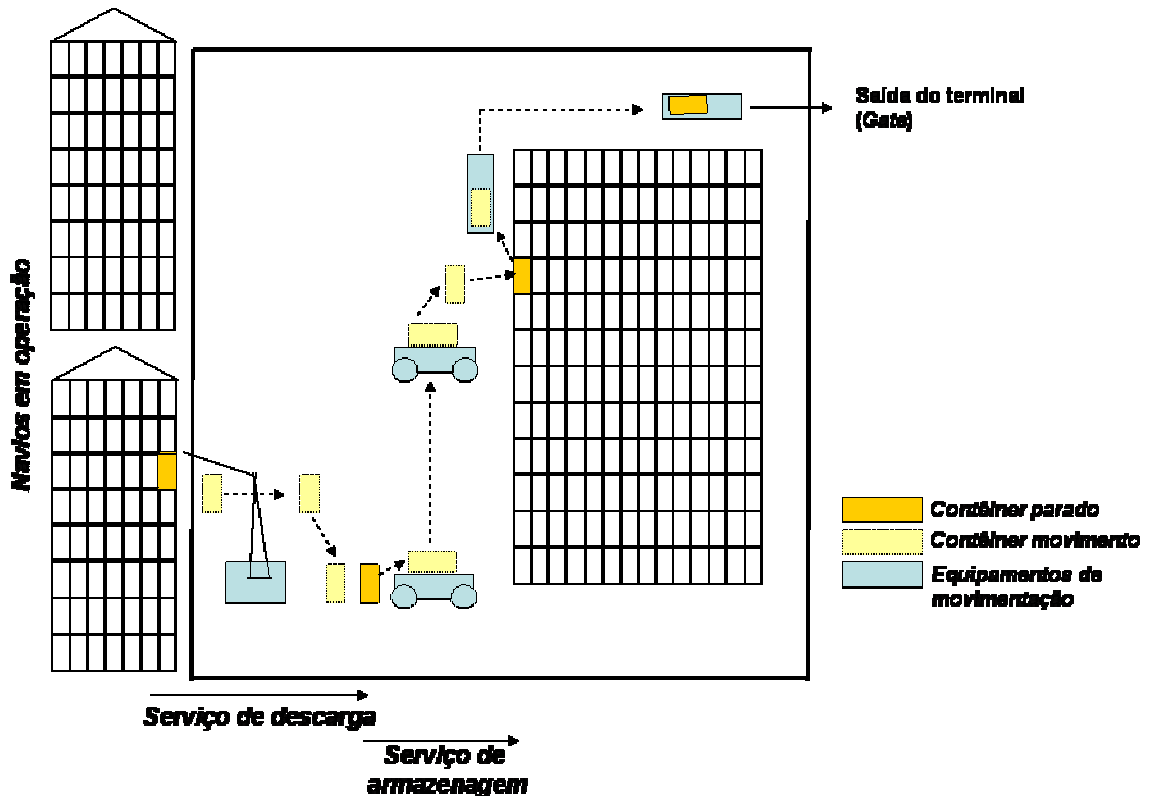 Navios em operação
Saída do terminal
(Gate)
Contêiner parado
Contêiner movimento
Equipamentos de
movimentação
Serviço de descarga
Serviço de
armazenagem